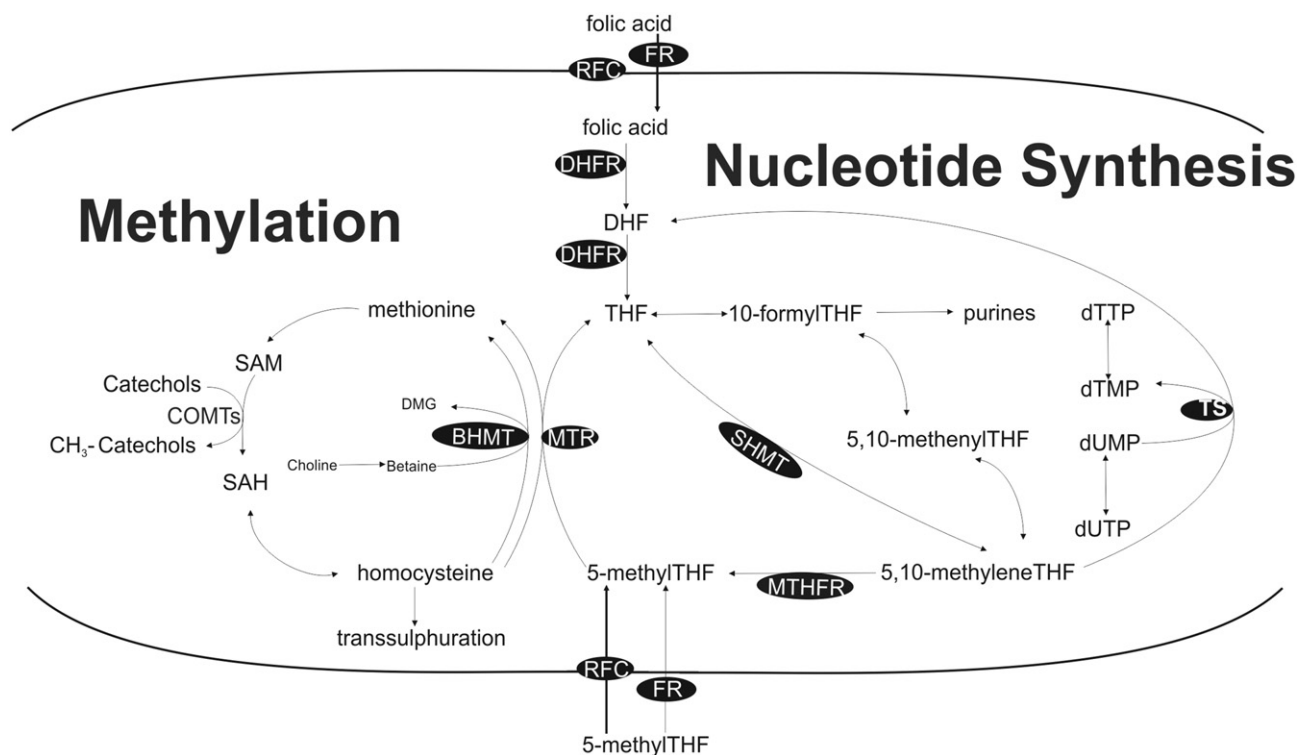 folic acid
FR
RFC
folic acid
DHFR
Nucleotide Synthesis
Methylation
DHF
DHFR
methionine
THF
10-formylTHF
purines
dTTP
SAM
Catechols
COMTs
CH₃- Catechols
DMG
BHMT
MTR
SHMT
dTMP
TS
5,10-methenylTHF
dUMP
Choline
Betaine
SAH
dUTP
homocysteine
5-methylTHF
MTHFR
5,10-methyleneTHF
transsulphuration
RFC
FR
5-methylTHF